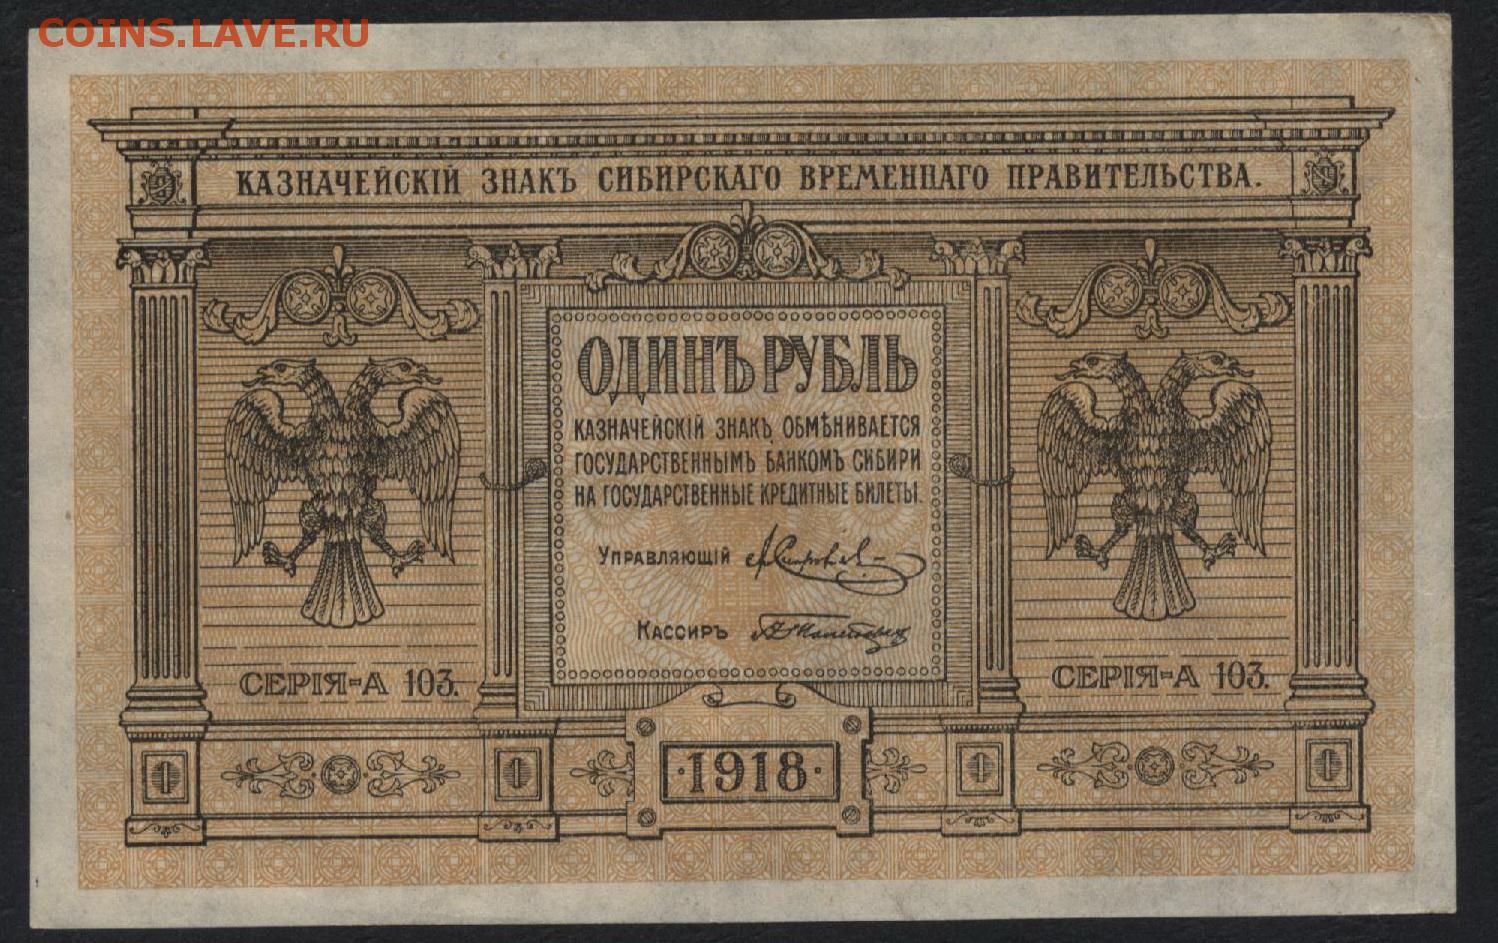 COINS.LAVE.RU
КАЗНАЧЕЙСКІЙ ЗНАКЪ СИБИРСКАГО ВРЕМЕННАГО ПРАВИТЕЛЬСТВА.
ОДИНЪ РУБЛЬ
КАЗНАЧЕЙСКІЙ ЗНАКЪ ОБМѢНИВАЕТСЯ
ГОСУДАРСТВЕННЫМЪ БАНКОМЪ СИБИРИ
НА ГОСУДАРСТВЕННЫЕ КРЕДИТНЫЕ БИЛЕТЫ.
УПРАВЛЯЮЩІЙ
КАССИРЪ
СЕРІЯ-А 103.
СЕРІЯ-А 103.
1 1 1 1
·1918·